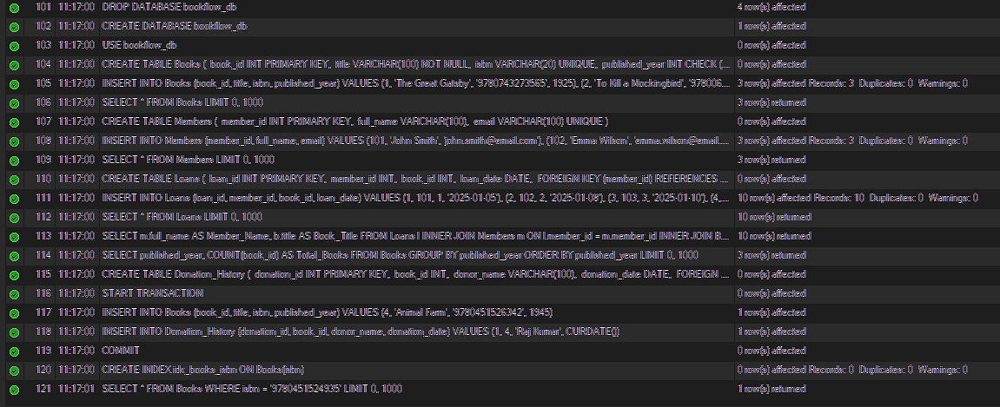 101 11:17:00 DROP DATABASE bookflow_db 4 row(s) affected
102 11:17:00 CREATE DATABASE bookflow_db 1 row(s) affected
103 11:17:00 USE bookflow_db 0 row(s) affected
104 11:17:00 CREATE TABLE Books ( book_id INT PRIMARY KEY, title VARCHAR(100) NOT NULL, isbn VARCHAR(20) UNIQUE, published_year INT CHECK (... 0 row(s) affected
105 11:17:00 INSERT INTO Books (book_id, title, isbn, published_year) VALUES (1, 'The Great Gatsby', '9780743273565', 1925), (2, 'To Kill a Mockingbird', '978006... 3 row(s) affected Records: 3 Duplicates: 0 Warnings: 0
106 11:17:00 SELECT * FROM Books LIMIT 0, 1000 3 row(s) returned
107 11:17:00 CREATE TABLE Members ( member_id INT PRIMARY KEY, full_name VARCHAR(100), email VARCHAR(100) UNIQUE ) 0 row(s) affected
108 11:17:00 INSERT INTO Members (member_id, full_name, email) VALUES (101, 'John Smith', 'john.smith@email.com'), (102, 'Emma Wilson', 'emma.wilson@email.... 3 row(s) affected Records: 3 Duplicates: 0 Warnings: 0
109 11:17:00 SELECT * FROM Members LIMIT 0, 1000 3 row(s) returned
110 11:17:00 CREATE TABLE Loans ( loan_id INT PRIMARY KEY, member_id INT, book_id INT, loan_date DATE, FOREIGN KEY (member_id) REFERENCES ... 0 row(s) affected
111 11:17:00 INSERT INTO Loans (loan_id, member_id, book_id, loan_date) VALUES (1, 101, 1, '2025-01-05'), (2, 102, 2, '2025-01-08'), (3, 103, 3, '2025-01-10'), (4,... 10 row(s) affected Records: 10 Duplicates: 0 Warnings: 0
112 11:17:00 SELECT * FROM Loans LIMIT 0, 1000 10 row(s) returned
113 11:17:00 SELECT m.full_name AS Member_Name, b.title AS Book_Title FROM Loans l INNER JOIN Members m ON l.member_id = m.member_id INNER JOIN B... 10 row(s) returned
114 11:17:00 SELECT published_year, COUNT(book_id) AS Total_Books FROM Books GROUP BY published_year ORDER BY published_year LIMIT 0, 1000 3 row(s) returned
115 11:17:00 CREATE TABLE Donation_History ( donation_id INT PRIMARY KEY, book_id INT, donor_name VARCHAR(100), donation_date DATE, FOREIGN ... 0 row(s) affected
116 11:17:00 START TRANSACTION 0 row(s) affected
117 11:17:00 INSERT INTO Books (book_id, title, isbn, published_year) VALUES (4, 'Animal Farm', '9780451526342', 1945) 1 row(s) affected
118 11:17:00 INSERT INTO Donation_History (donation_id, book_id, donor_name, donation_date) VALUES (1, 4, 'Raj Kumar', CURDATE()) 1 row(s) affected
119 11:17:00 COMMIT 0 row(s) affected
120 11:17:00 CREATE INDEX idx_books_isbn ON Books(isbn) 0 row(s) affected Records: 0 Duplicates: 0 Warnings: 0
121 11:17:01 SELECT * FROM Books WHERE isbn = '9780451524935' LIMIT 0, 1000 1 row(s) returned